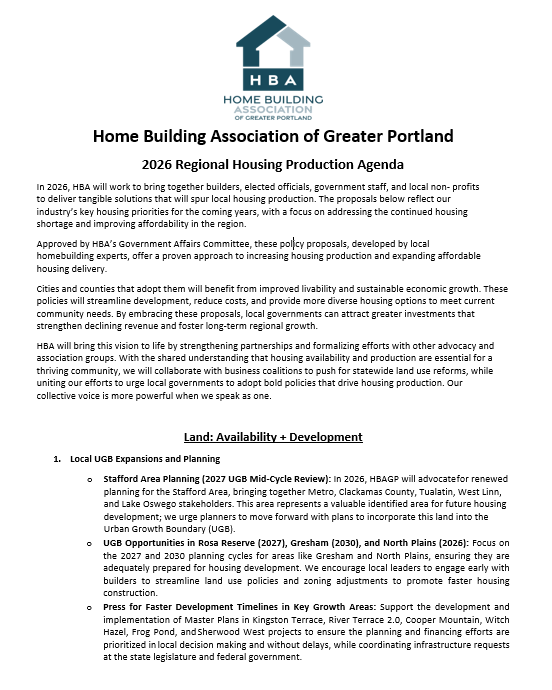 HBA
HOME BUILDING
ASSOCIATION
OF GREATER PORTLAND
Home Building Association of Greater Portland
2026 Regional Housing Production Agenda
In 2026, HBA will work to bring together builders, elected officials, government staff, and local non- profits
to deliver tangible solutions that will spur local housing production. The proposals below reflect our
industry's key housing priorities for the coming years, with a focus on addressing the continued housing
shortage and improving affordability in the region.
Approved by HBA's Government Affairs Committee, these policy proposals, developed by local
homebuilding experts, offer a proven approach to increasing housing production and expanding affordable
housing delivery.
Cities and counties that adopt them will benefit from improved livability and sustainable economic growth. These
policies will streamline development, reduce costs, and provide more diverse housing options to meet current
community needs. By embracing these proposals, local governments can attract greater investments that
strengthen declining revenue and foster long-term regional growth.
HBA will bring this vision to life by strengthening partnerships and formalizing efforts with other advocacy and
association groups. With the shared understanding that housing availability and production are essential for a
thriving community, we will collaborate with business coalitions to push for statewide land use reforms, while
uniting our efforts to urge local governments to adopt bold policies that drive housing production. Our
collective voice is more powerful when we speak as one.
Land: Availability + Development
1. Local UGB Expansions and Planning
o Stafford Area Planning (2027 UGB Mid-Cycle Review): In 2026, HBAGP will advocate for renewed
planning for the Stafford Area, bringing together Metro, Clackamas County, Tualatin, West Linn,
and Lake Oswego stakeholders. This area represents a valuable identified area for future housing
development; we urge planners to move forward with plans to incorporate this land into the
Urban Growth Boundary (UGB).
o UGB Opportunities in Rosa Reserve (2027), Gresham (2030), and North Plains (2026): Focus on
the 2027 and 2030 planning cycles for areas like Gresham and North Plains, ensuring they are
adequately prepared for housing development. We encourage local leaders to engage early with
builders to streamline land use policies and zoning adjustments to promote faster housing
construction.
o Press for Faster Development Timelines in Key Growth Areas: Support the development and
implementation of Master Plans in Kingston Terrace, River Terrace 2.0, Cooper Mountain, Witch
Hazel, Frog Pond, and Sherwood West projects to ensure the planning and financing efforts are
prioritized in local decision making and without delays, while coordinating infrastructure requests
at the state legislature and federal government.